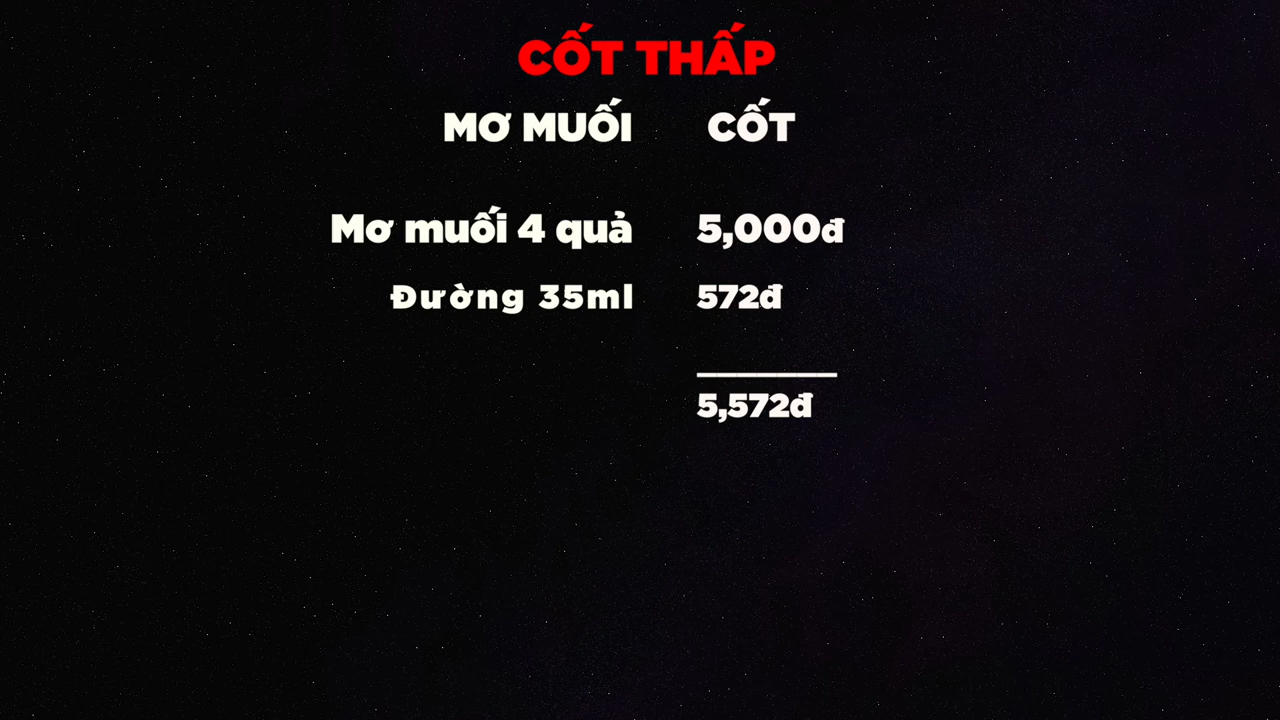 CỐT THẤP
MƠ MUỐI CỐT
Mơ muối 4 quả 5,000đ
Đường 35ml 572đ
5,572đ